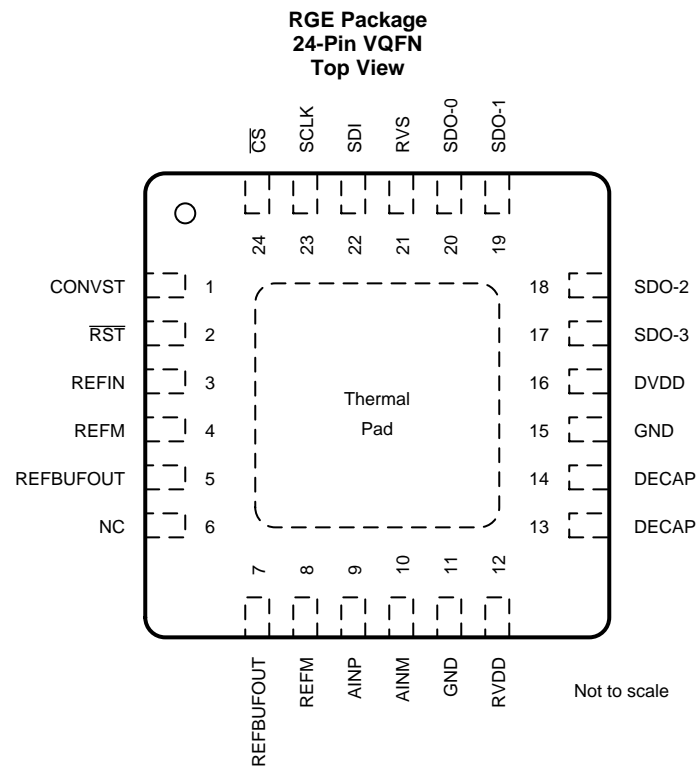 RGE Package
24-Pin VQFN
Top View
CS
SCLK
SDI
RVS
SDO-0
SDO-1
24
23
22
21
20
19
CONVST 1
RST 2
REFIN 3
REFM 4
REFBUFOUT 5
NC 6
Thermal
Pad
18 SDO-2
17 SDO-3
16 DVDD
15 GND
14 DECAP
13 DECAP
7
8
9
10
11
12
REFBUFOUT
REFM
AINP
AINM
GND
RVDD
Not to scale